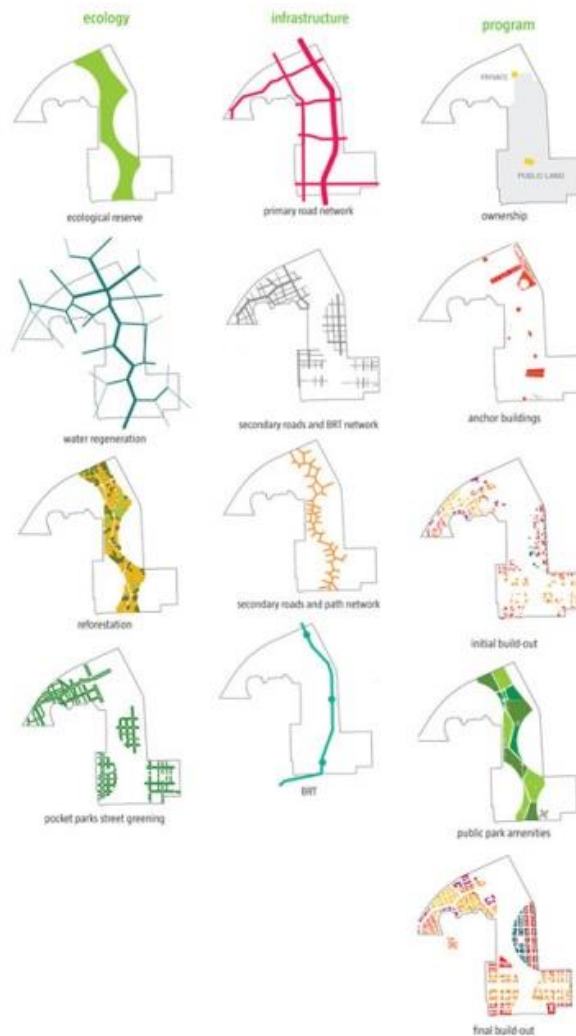 ecology
infrastructure
program
ecological reserve
primary road network
PRIVATE
PUBLIC LAND
ownership
water regeneration
secondary roads and BRT network
anchor buildings
reforestation
secondary roads and path network
initial build-out
pocket parks street greening
BRT
public park amenities
final build-out